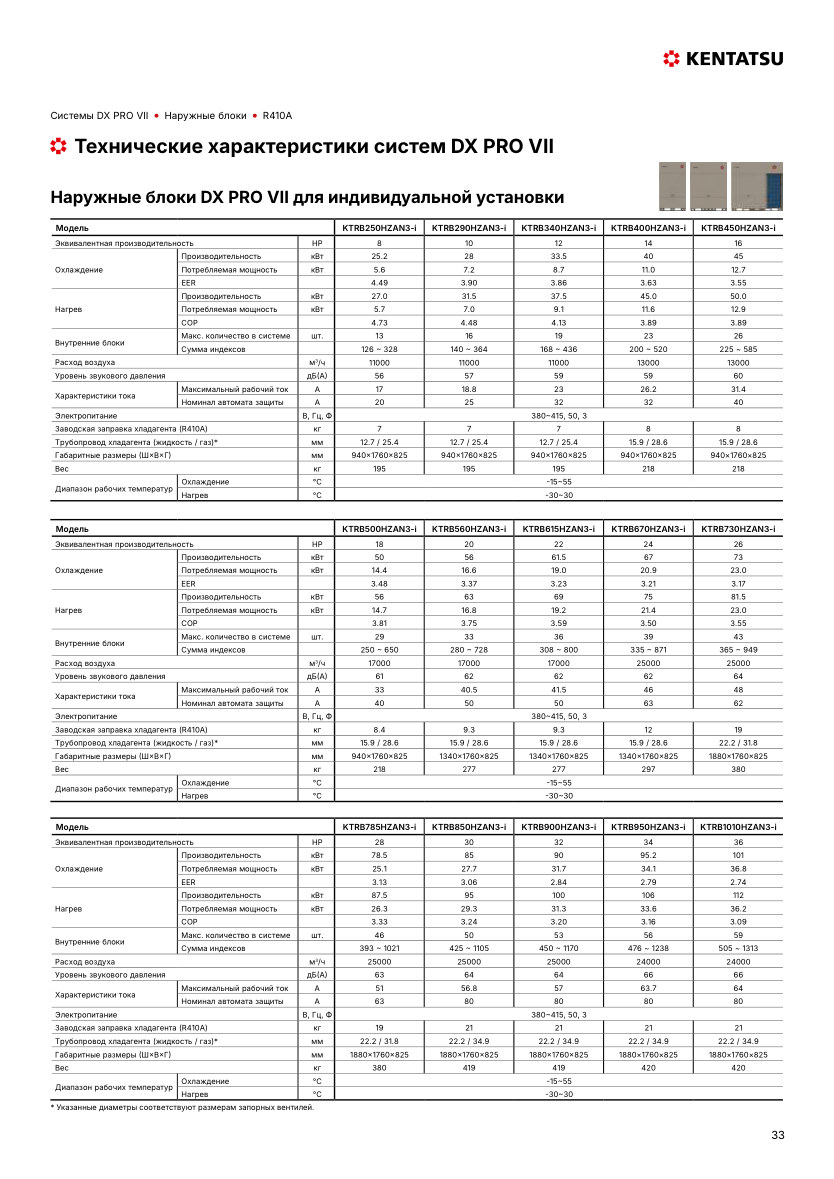 KENTATSU
Системы DX PRO VII • Наружные блоки • R410A
Технические характеристики систем DX PRO VII
Наружные блоки DX PRO VII для индивидуальной установки
Модель KTRB250HZAN3-i KTRB290HZAN3-i KTRB340HZAN3-i KTRB400HZAN3-i KTRB450HZAN3-i
Эквивалентная производительность HP 8 10 12 14 16
Охлаждение Производительность кВт 25.2 28 33.5 40 45
Потребляемая мощность кВт 5.6 7.2 8.7 11.0 12.7
EER 4.49 3.90 3.86 3.63 3.55
Нагрев Производительность кВт 27.0 31.5 37.5 45.0 50.0
Потребляемая мощность кВт 5.7 7.0 9.1 11.6 12.9
COP 4.73 4.48 4.13 3.89 3.89
Внутренние блоки Макс. количество в системе шт. 13 16 19 23 26
Сумма индексов 126 ~ 328 140 ~ 364 168 ~ 436 200 ~ 520 225 ~ 585
Расход воздуха м³/ч 11000 11000 11000 13000 13000
Уровень звукового давления дБ(А) 56 57 59 59 60
Характеристики тока Максимальный рабочий ток А 17 18.8 23 26.2 31.4
Номинал автомата защиты А 20 25 32 32 40
Электропитание В, Гц, Ф 380~415, 50, 3
Заводская заправка хладагента (R410A) кг 7 7 7 8 8
Трубопровод хладагента (жидкость / газ)* мм 12.7 / 25.4 12.7 / 25.4 12.7 / 25.4 15.9 / 28.6 15.9 / 28.6
Габаритные размеры (Ш×В×Г) мм 940×1760×825 940×1760×825 940×1760×825 940×1760×825 940×1760×825
Вес кг 195 195 195 218 218
Диапазон рабочих температур Охлаждение °C -15~55
Нагрев °C -30~30
Модель KTRB500HZAN3-i KTRB560HZAN3-i KTRB615HZAN3-i KTRB670HZAN3-i KTRB730HZAN3-i
Эквивалентная производительность HP 18 20 22 24 26
Охлаждение Производительность кВт 50 56 61.5 67 73
Потребляемая мощность кВт 14.4 16.6 19.0 20.9 23.0
EER 3.48 3.37 3.23 3.21 3.17
Нагрев Производительность кВт 56 63 69 75 81.5
Потребляемая мощность кВт 14.7 16.8 19.2 21.4 23.0
COP 3.81 3.75 3.59 3.50 3.55
Внутренние блоки Макс. количество в системе шт. 29 33 36 39 43
Сумма индексов 250 ~ 650 280 ~ 728 308 ~ 800 335 ~ 871 365 ~ 949
Расход воздуха м³/ч 17000 17000 17000 25000 25000
Уровень звукового давления дБ(А) 61 62 62 62 64
Характеристики тока Максимальный рабочий ток А 33 40.5 41.5 46 48
Номинал автомата защиты А 40 50 50 63 62
Электропитание В, Гц, Ф 380~415, 50, 3
Заводская заправка хладагента (R410A) кг 8.4 9.3 9.3 12 19
Трубопровод хладагента (жидкость / газ)* мм 15.9 / 28.6 15.9 / 28.6 15.9 / 28.6 15.9 / 28.6 22.2 / 31.8
Габаритные размеры (Ш×В×Г) мм 940×1760×825 1340×1760×825 1340×1760×825 1340×1760×825 1880×1760×825
Вес кг 218 277 277 297 380
Диапазон рабочих температур Охлаждение °C -15~55
Нагрев °C -30~30
Модель KTRB785HZAN3-i KTRB850HZAN3-i KTRB900HZAN3-i KTRB950HZAN3-i KTRB1010HZAN3-i
Эквивалентная производительность HP 28 30 32 34 36
Охлаждение Производительность кВт 78.5 85 90 95.2 101
Потребляемая мощность кВт 25.1 27.7 31.7 34.1 36.8
EER 3.13 3.06 2.84 2.79 2.74
Нагрев Производительность кВт 87.5 95 100 106 112
Потребляемая мощность кВт 26.3 29.3 31.3 33.6 36.2
COP 3.33 3.24 3.20 3.16 3.09
Внутренние блоки Макс. количество в системе шт. 46 50 53 56 59
Сумма индексов 393 ~ 1021 425 ~ 1105 450 ~ 1170 476 ~ 1238 505 ~ 1313
Расход воздуха м³/ч 25000 25000 25000 24000 24000
Уровень звукового давления дБ(А) 63 64 64 66 66
Характеристики тока Максимальный рабочий ток А 51 56.8 57 63.7 64
Номинал автомата защиты А 63 80 80 80 80
Электропитание В, Гц, Ф 380~415, 50, 3
Заводская заправка хладагента (R410A) кг 19 21 21 21 21
Трубопровод хладагента (жидкость / газ)* мм 22.2 / 31.8 22.2 / 34.9 22.2 / 34.9 22.2 / 34.9 22.2 / 34.9
Габаритные размеры (Ш×В×Г) мм 1880×1760×825 1880×1760×825 1880×1760×825 1880×1760×825 1880×1760×825
Вес кг 380 419 419 420 420
Диапазон рабочих температур Охлаждение °C -15~55
Нагрев °C -30~30
* Указанные диаметры соответствуют размерам запорных вентилей.
33